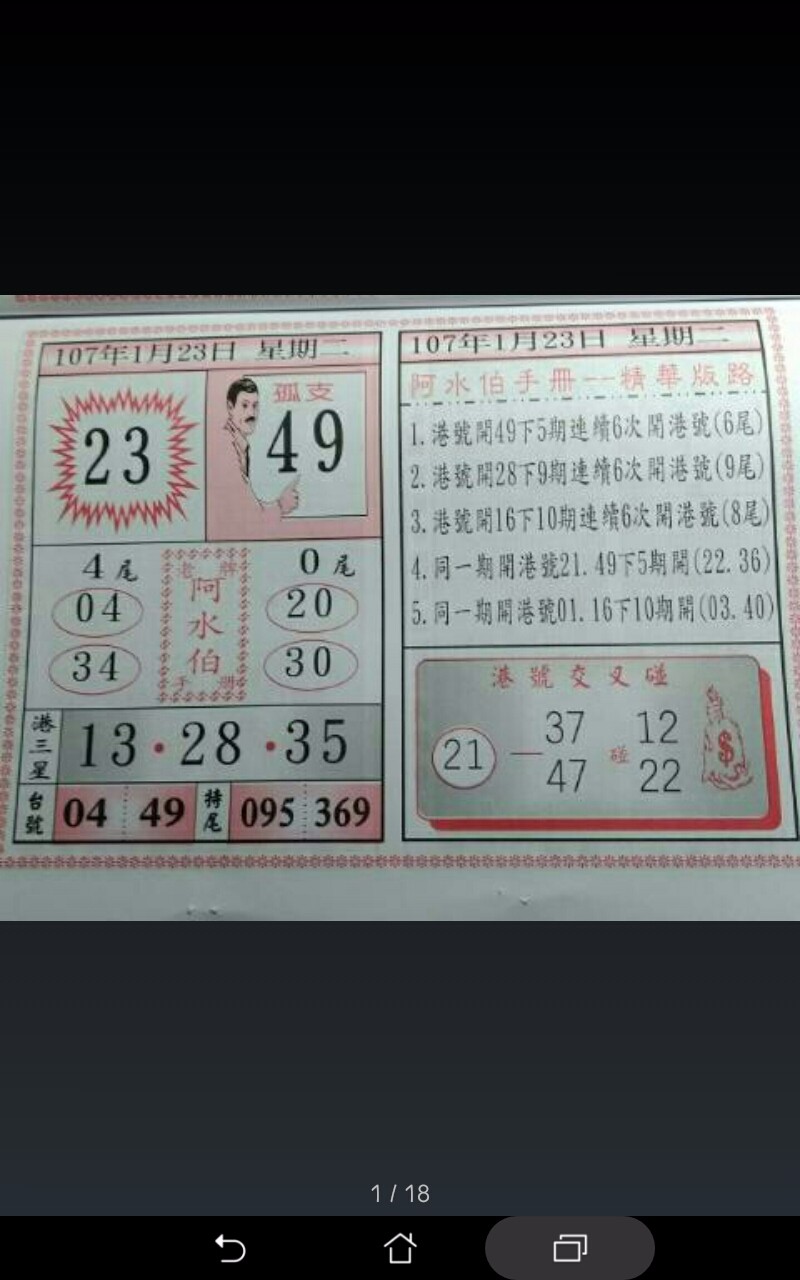 107年1月23日 星期二
23
孤支
49
4尾
04
34
老牌
阿水伯
手冊
0尾
20
30
港三星
13·28·35
台號
04 49
特尾
095 369
107年1月23日 星期二
阿水伯手冊--精華版路
1.港號開49下5期連續6次開港號(6尾)
2.港號開28下9期連續6次開港號(9尾)
3.港號開16下10期連續6次開港號(8尾)
4.同一期開港號21.49下5期開(22.36)
5.同一期開港號01.16下10期開(03.40)
港號交叉碰
21
37
47
碰
12
22
$
1 / 18